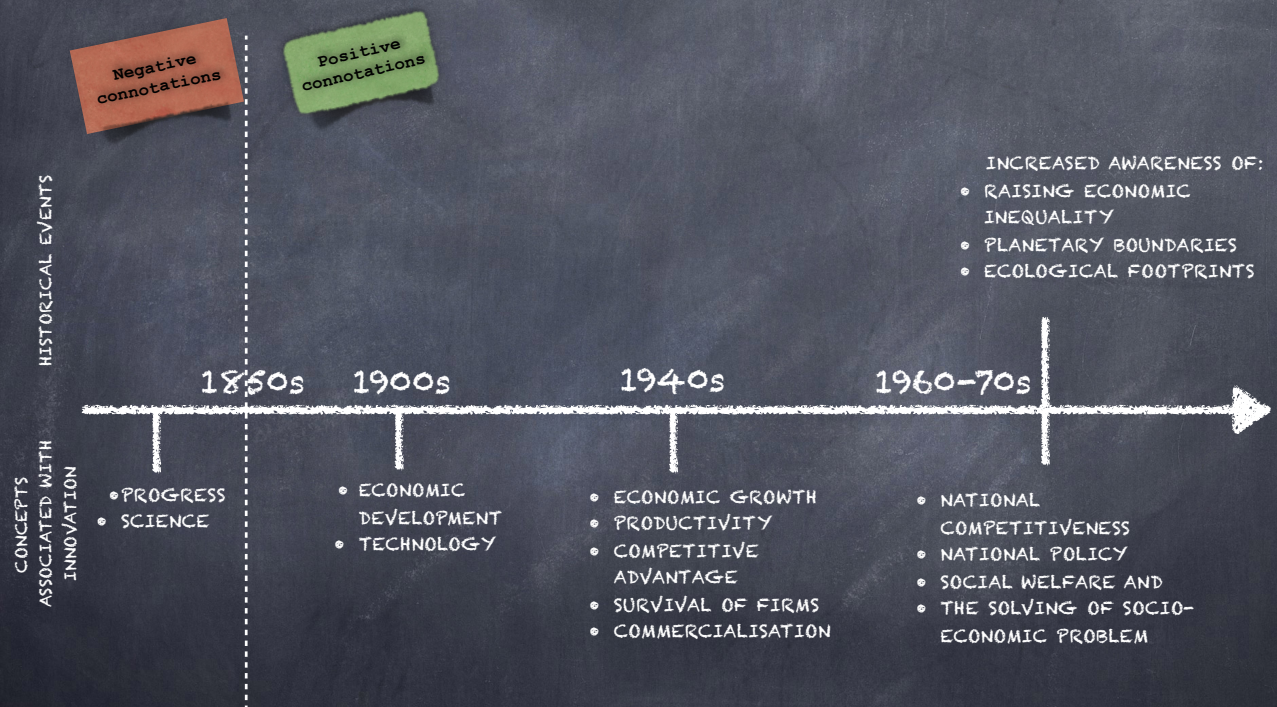 Negative
connotations
Positive
connotations
HISTORICAL EVENTS
INCREASED AWARENESS OF:
• RAISING ECONOMIC
INEQUALITY
• PLANETARY BOUNDARIES
• ECOLOGICAL FOOTPRINTS
1850s
1900s
1940s
1960-70s
CONCEPTS
ASSOCIATED WITH
INNOVATION
• PROGRESS
• SCIENCE
• ECONOMIC
DEVELOPMENT
• TECHNOLOGY
• ECONOMIC GROWTH
• PRODUCTIVITY
• COMPETITIVE
ADVANTAGE
• SURVIVAL OF FIRMS
• COMMERCIALISATION
• NATIONAL
COMPETITIVENESS
• NATIONAL POLICY
• SOCIAL WELFARE AND
• THE SOLVING OF SOCIO-
ECONOMIC PROBLEM